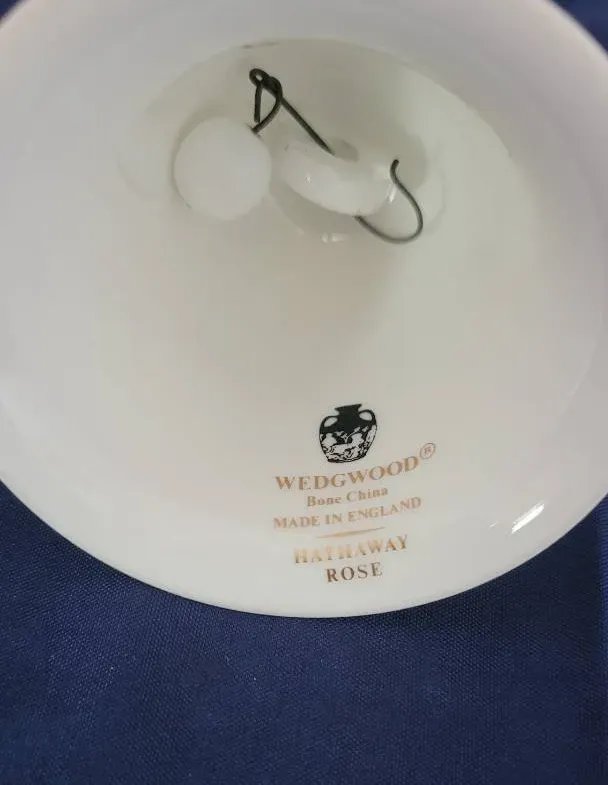 WEDGWOOD®
Bone China
MADE IN ENGLAND
HATHAWAY
ROSE